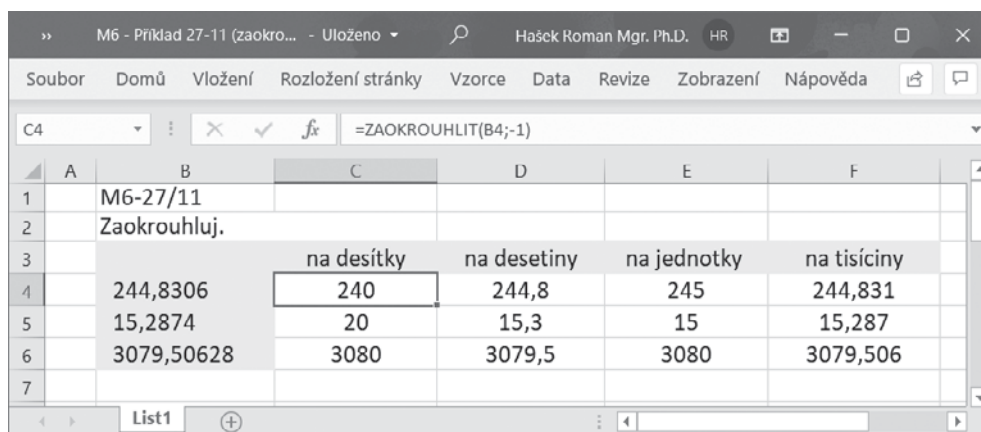 ›› M6 - Příklad 27-11 (zaokro... - Uloženo Hašek Roman Mgr. Ph.D. HR
Soubor Domů Vložení Rozložení stránky Vzorce Data Revize Zobrazení Nápověda
C4 fx =ZAOKROUHLIT(B4;-1)
A B C D E F
1 M6-27/11
2 Zaokrouhluj.
3 na desítky na desetiny na jednotky na tisíciny
4 244,8306 240 244,8 245 244,831
5 15,2874 20 15,3 15 15,287
6 3079,50628 3080 3079,5 3080 3079,506
7
List1